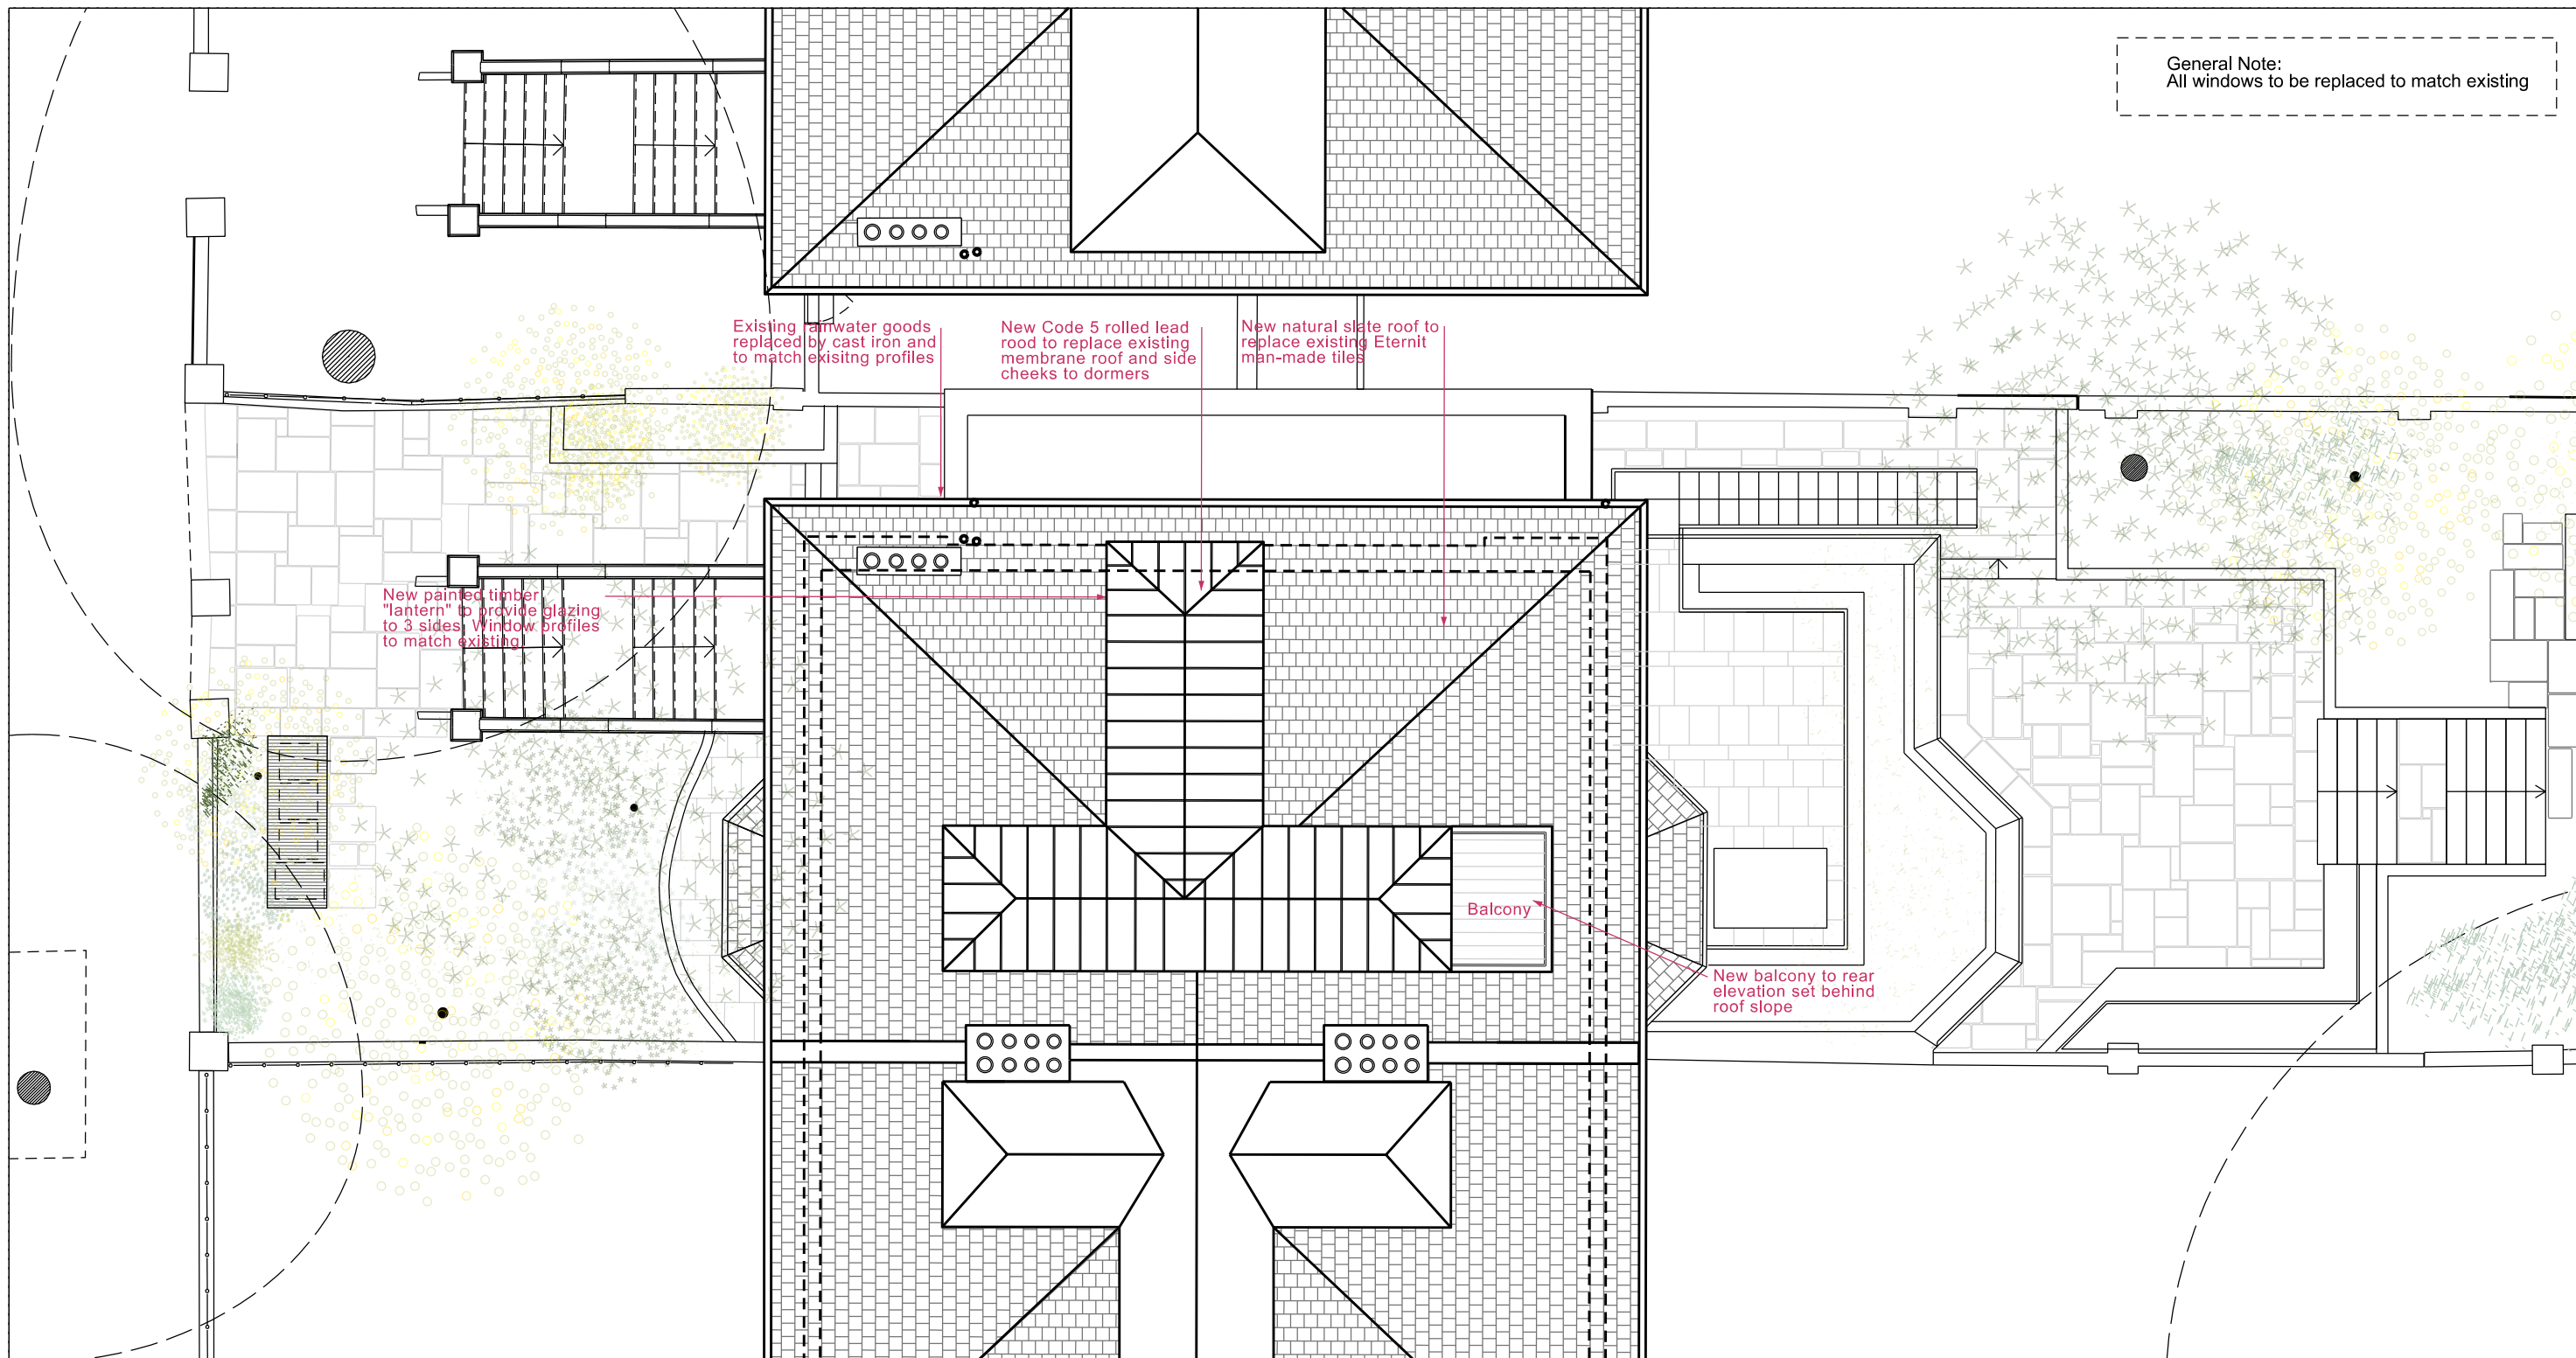 General Note:
All windows to be replaced to match existing
Existing rainwater goods
replaced by cast iron and
to match exisitng profiles
New Code 5 rolled lead
rood to replace existing
membrane roof and side
cheeks to dormers
New natural slate roof to
replace existing Eternit
man-made tiles
New painted timber
"lantern" to provide glazing
to 3 sides. Window profiles
to match existing
Balcony
New balcony to rear
elevation set behind
roof slope